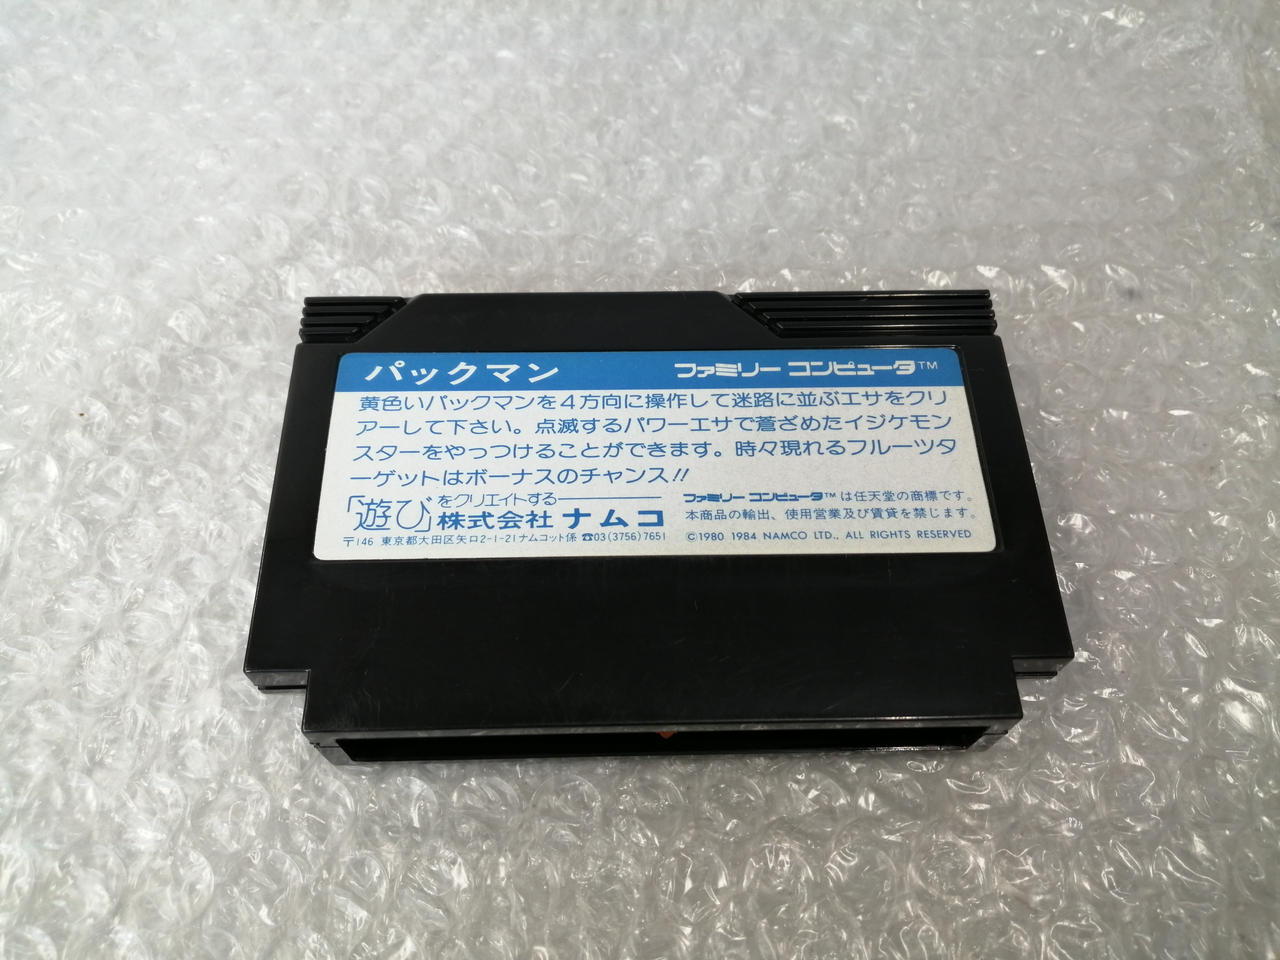 パックマン ファミリー コンピュータ™
黄色いパックマンを4方向に操作して迷路に並ぶエサをクリ
アーして下さい。点滅するパワーエサで蒼ざめたイジケモン
スターをやっつけることができます。時々現れるフルーツタ
ーゲットはボーナスのチャンス!!
「遊び」をクリエイトする
株式会社 ナムコ
〒146 東京都大田区矢口2-1-21ナムコット係 ☎03(3756)7651
ファミリー コンピュータ™は任天堂の商標です。
本商品の輸出、使用営業及び賃貸を禁じます。
©1980 1984 NAMCO LTD., ALL RIGHTS RESERVED